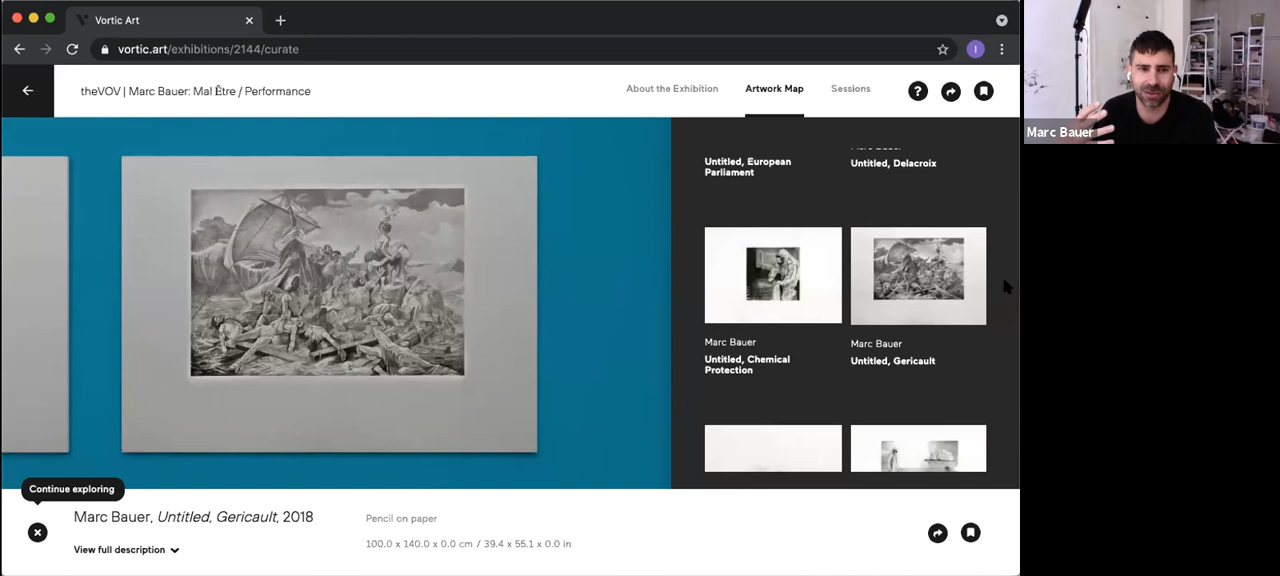 Vortic Art
vortic.art/exhibitions/2144/curate
I
theVOV | Marc Bauer: Mal Être / Performance
About the Exhibition
Artwork Map
Sessions
?
Marc Bauer
Untitled, European
Parliament
Untitled, Delacroix
Marc Bauer
Untitled, Chemical
Protection
Marc Bauer
Untitled, Gericault
Continue exploring
Marc Bauer, Untitled, Gericault, 2018
View full description
Pencil on paper
100.0 x 140.0 x 0.0 cm / 39.4 x 55.1 x 0.0 in